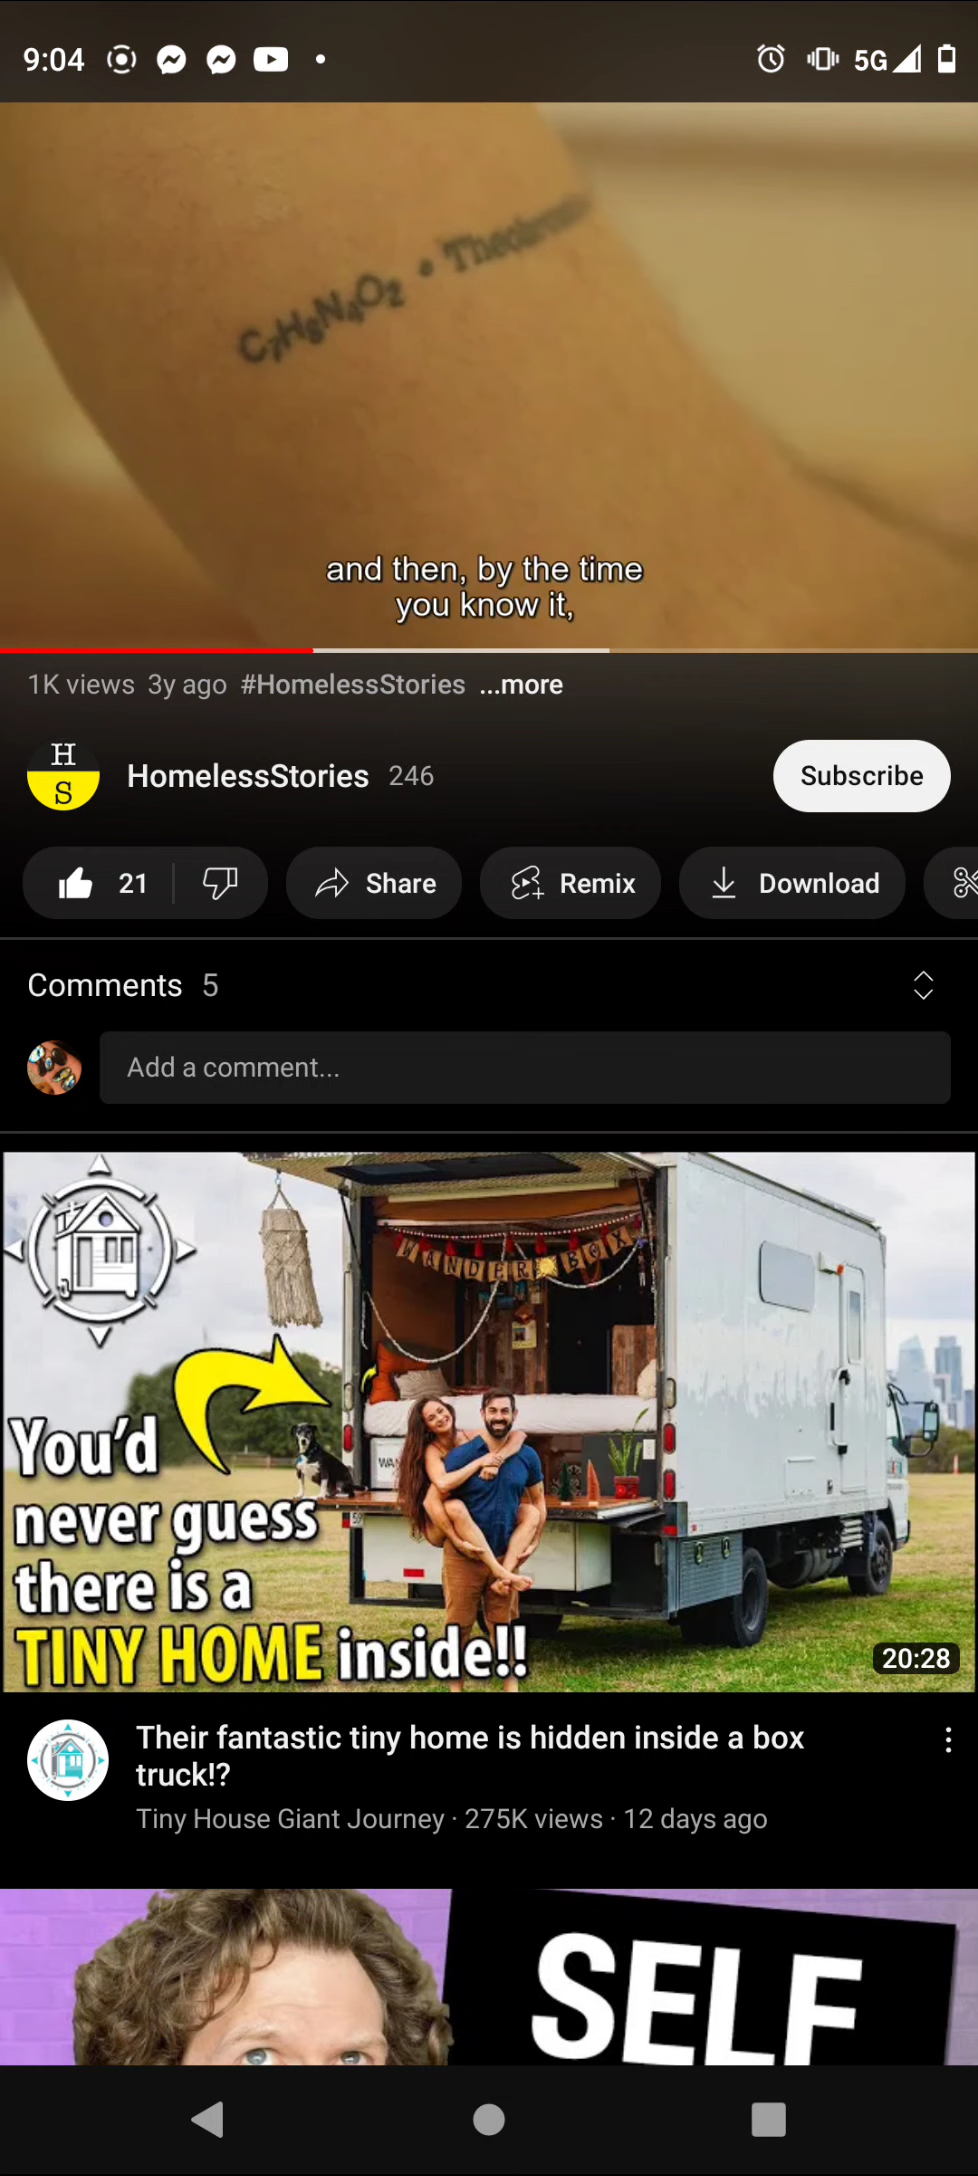 9:04
5G
C₇H₈N₄O₂ •
and then, by the time
you know it,
1K views 3y ago #HomelessStories ...more
H
S
HomelessStories 246
Subscribe
21
Share
Remix
Download
Comments 5
Add a comment...
WANDER BOX
You'd
never guess
there is a
TINY HOME inside!!
20:28
Their fantastic tiny home is hidden inside a box
truck!?
Tiny House Giant Journey · 275K views · 12 days ago
SELF